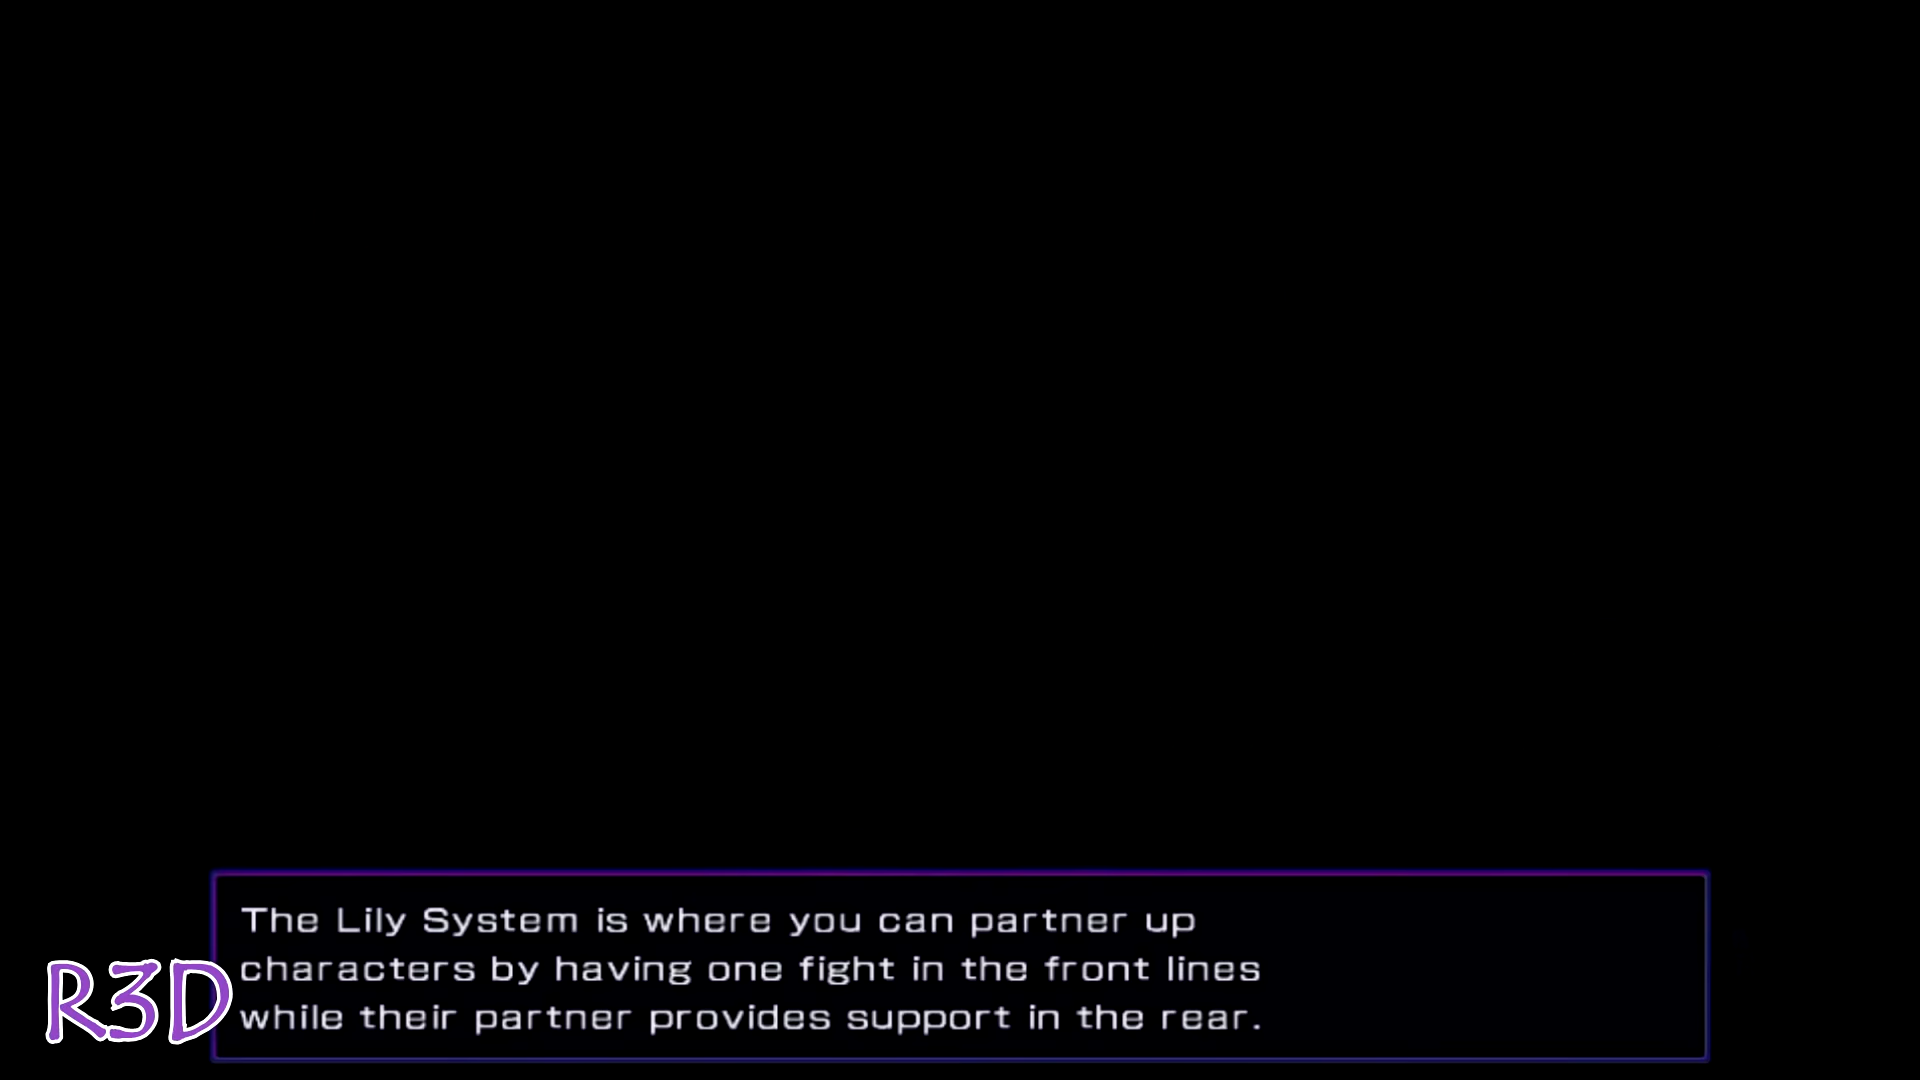 The Lily System is where you can partner up
characters by having one fight in the front lines
while their partner provides support in the rear.
R3D